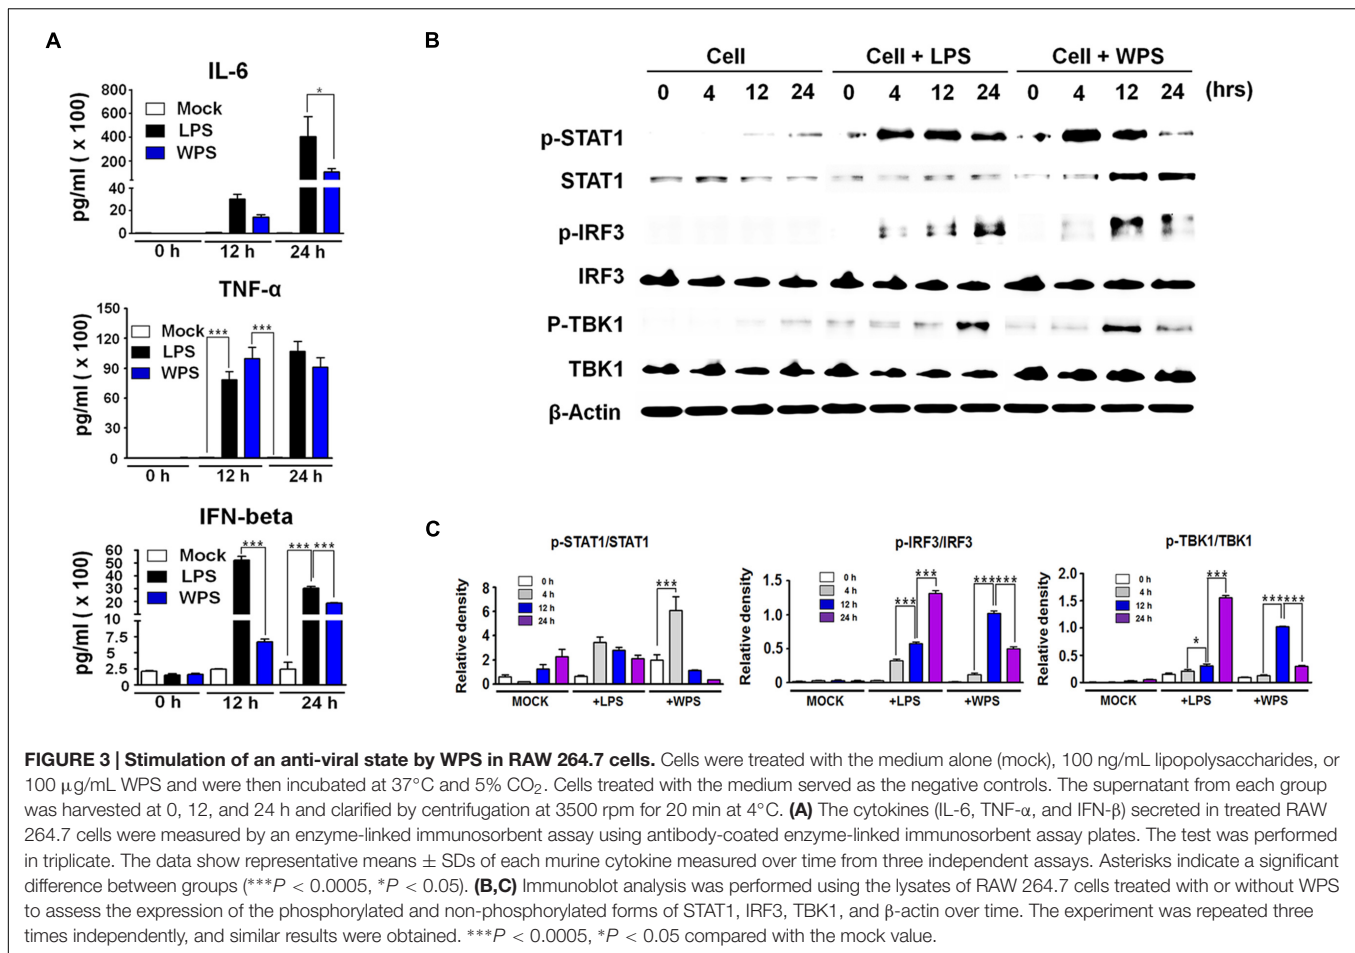 A
IL-6
pg/ml ( x 100)
800
600
400
200
40
20
0
Mock
LPS
WPS
*
0 h
12 h
24 h
TNF-α
pg/ml ( x 100)
150
120
90
60
30
0
Mock
LPS
WPS
***
***
0 h
12 h
24 h
IFN-beta
pg/ml ( x 100)
60
50
40
30
20
10
7.5
5
2.5
0
Mock
LPS
WPS
***
***
***
0 h
12 h
24 h
B
Cell
Cell + LPS
Cell + WPS
0 4 12 24 0 4 12 24 0 4 12 24 (hrs)
p-STAT1
STAT1
p-IRF3
IRF3
P-TBK1
TBK1
β-Actin
C
p-STAT1/STAT1
Relative density
8
6
4
2
0
0 h
4 h
12 h
24 h
***
MOCK
+LPS
+WPS
p-IRF3/IRF3
Relative density
1.5
1.0
0.5
0
0 h
4 h
12 h
24 h
***
***
***
***
MOCK
+LPS
+WPS
p-TBK1/TBK1
Relative density
2.0
1.5
1.0
0.5
0
0 h
4 h
12 h
24 h
*
***
***
***
MOCK
+LPS
+WPS
FIGURE 3 | Stimulation of an anti-viral state by WPS in RAW 264.7 cells. Cells were treated with the medium alone (mock), 100 ng/mL lipopolysaccharides, or
100 μg/mL WPS and were then incubated at 37°C and 5% CO₂. Cells treated with the medium served as the negative controls. The supernatant from each group
was harvested at 0, 12, and 24 h and clarified by centrifugation at 3500 rpm for 20 min at 4°C. (A) The cytokines (IL-6, TNF-α, and IFN-β) secreted in treated RAW
264.7 cells were measured by an enzyme-linked immunosorbent assay using antibody-coated enzyme-linked immunosorbent assay plates. The test was performed
in triplicate. The data show representative means ± SDs of each murine cytokine measured over time from three independent assays. Asterisks indicate a significant
difference between groups (***P < 0.0005, *P < 0.05). (B,C) Immunoblot analysis was performed using the lysates of RAW 264.7 cells treated with or without WPS
to assess the expression of the phosphorylated and non-phosphorylated forms of STAT1, IRF3, TBK1, and β-actin over time. The experiment was repeated three
times independently, and similar results were obtained. ***P < 0.0005, *P < 0.05 compared with the mock value.